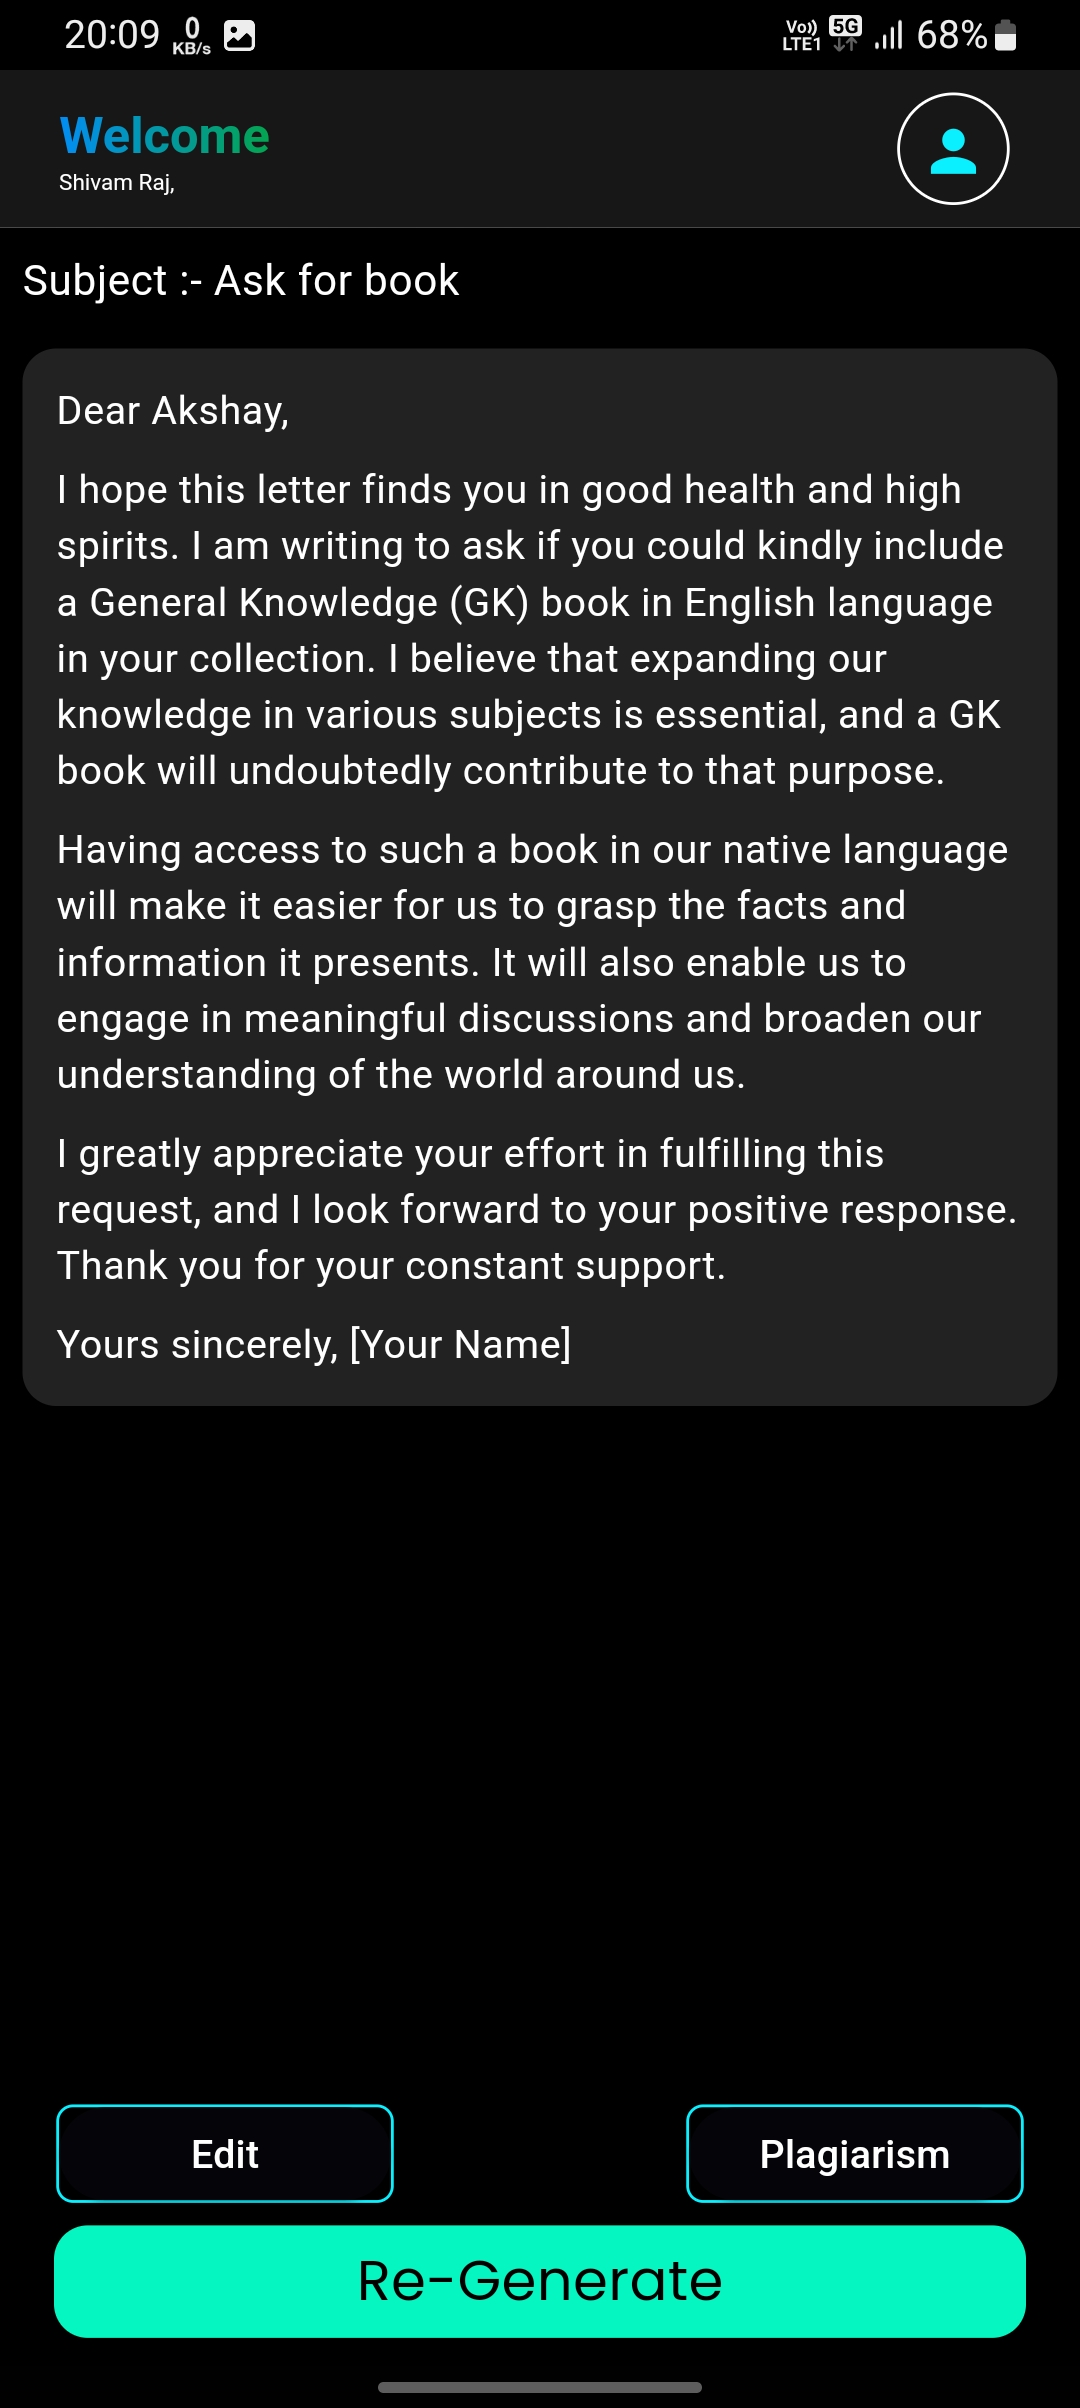 20:09 0 KB/s Vo)) LTE1 5G 68%
Welcome
Shivam Raj,
Subject :- Ask for book
Dear Akshay,
I hope this letter finds you in good health and high
spirits. I am writing to ask if you could kindly include
a General Knowledge (GK) book in English language
in your collection. I believe that expanding our
knowledge in various subjects is essential, and a GK
book will undoubtedly contribute to that purpose.
Having access to such a book in our native language
will make it easier for us to grasp the facts and
information it presents. It will also enable us to
engage in meaningful discussions and broaden our
understanding of the world around us.
I greatly appreciate your effort in fulfilling this
request, and I look forward to your positive response.
Thank you for your constant support.
Yours sincerely, [Your Name]
Edit Plagiarism
Re-Generate